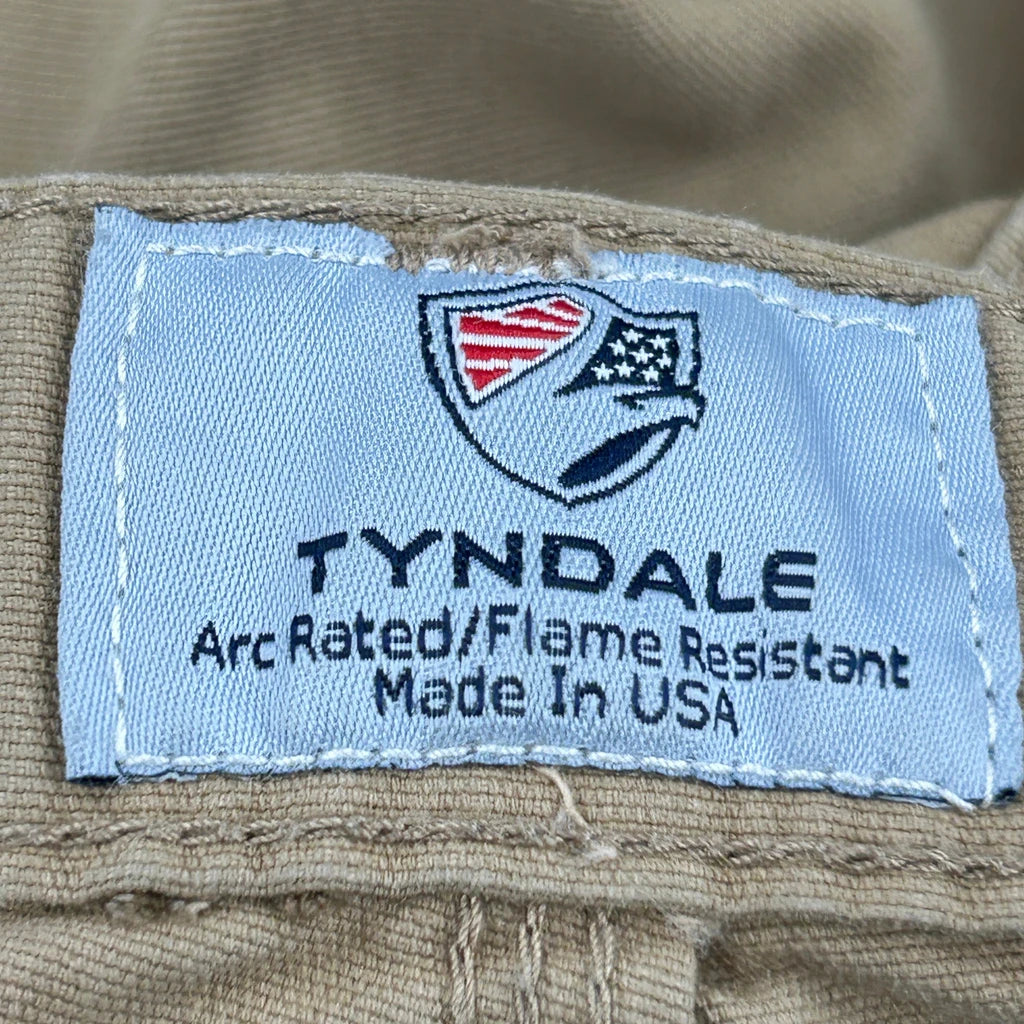 TYNDALE
Arc Rated/Flame Resistant
Made In USA